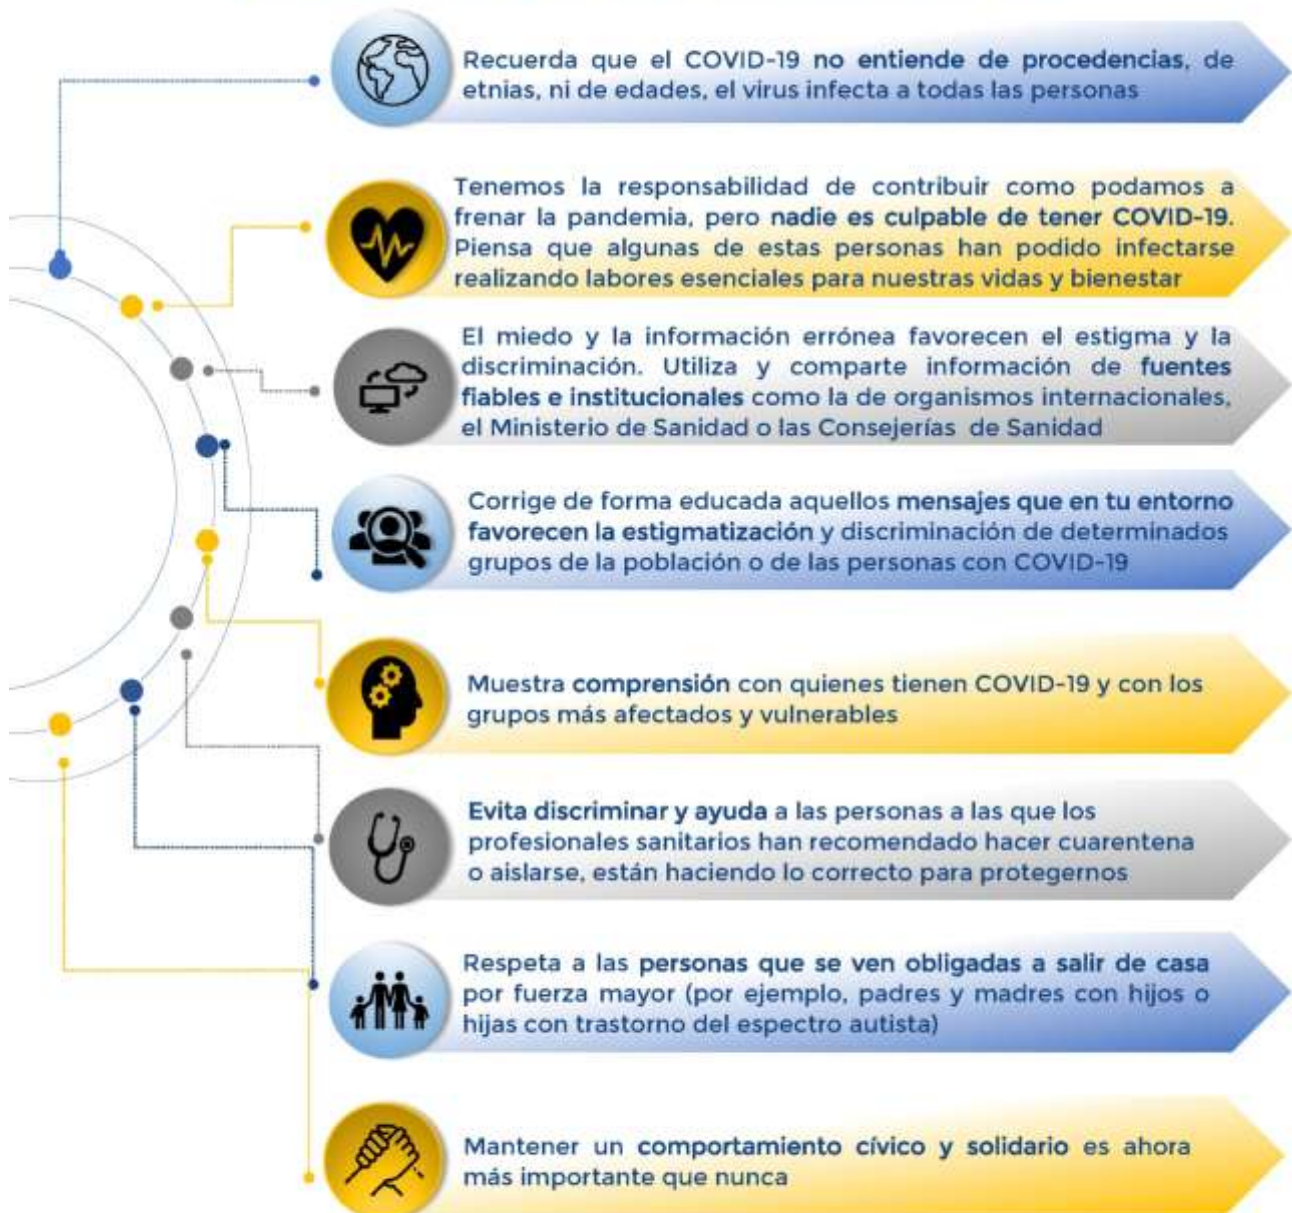 Recuerda que el COVID-19 no entiende de procedencias, de
etnias, ni de edades, el virus infecta a todas las personas
Tenemos la responsabilidad de contribuir como podamos a
frenar la pandemia, pero nadie es culpable de tener COVID-19.
Piensa que algunas de estas personas han podido infectarse
realizando labores esenciales para nuestras vidas y bienestar
El miedo y la información errónea favorecen el estigma y la
discriminación. Utiliza y comparte información de fuentes
fiables e institucionales como la de organismos internacionales,
el Ministerio de Sanidad o las Consejerías de Sanidad
Corrige de forma educada aquellos mensajes que en tu entorno
favorecen la estigmatización y discriminación de determinados
grupos de la población o de las personas con COVID-19
Muestra comprensión con quienes tienen COVID-19 y con los
grupos más afectados y vulnerables
Evita discriminar y ayuda a las personas a las que los
profesionales sanitarios han recomendado hacer cuarentena
o aislarse, están haciendo lo correcto para protegernos
Respeta a las personas que se ven obligadas a salir de casa
por fuerza mayor (por ejemplo, padres y madres con hijos o
hijas con trastorno del espectro autista)
Mantener un comportamiento cívico y solidario es ahora
más importante que nunca